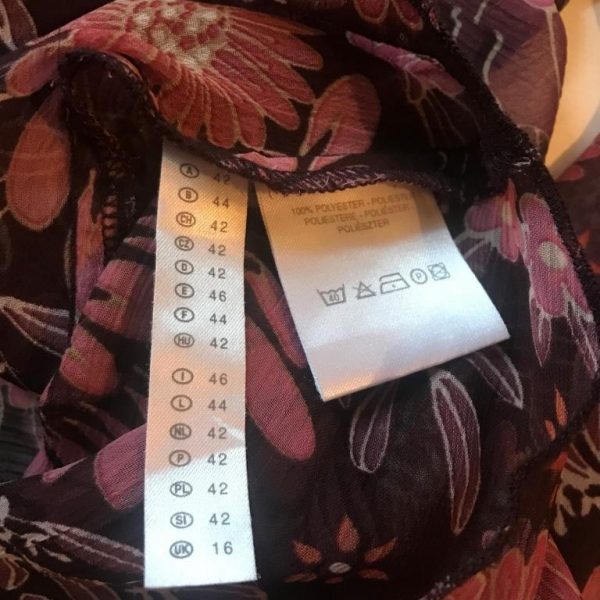 A 42
B 44
CH 42
CZ 42
D 42
E 46
F 44
HU 42
I 46
L 44
NL 42
P 42
PL 42
SI 42
UK 16
100% POLYESTER - POLIESTERE
POLIESTERE - POLIÉSTER
POLIÉSZTER
40
P